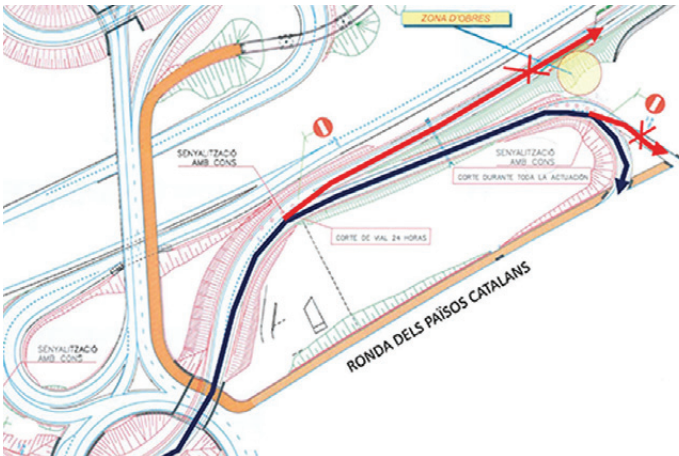 ZONA D'OBRES
SENYALITZACIÓ
AMB CONS
SENYALITZACIÓ
AMB CONS
CORTE DURANTE TODA LA ACTUACIÓN
CORTE DE VIAL 24 HORAS
RONDA DELS PAÏSOS CATALANS
SENYALITZACIÓ
AMB CONS